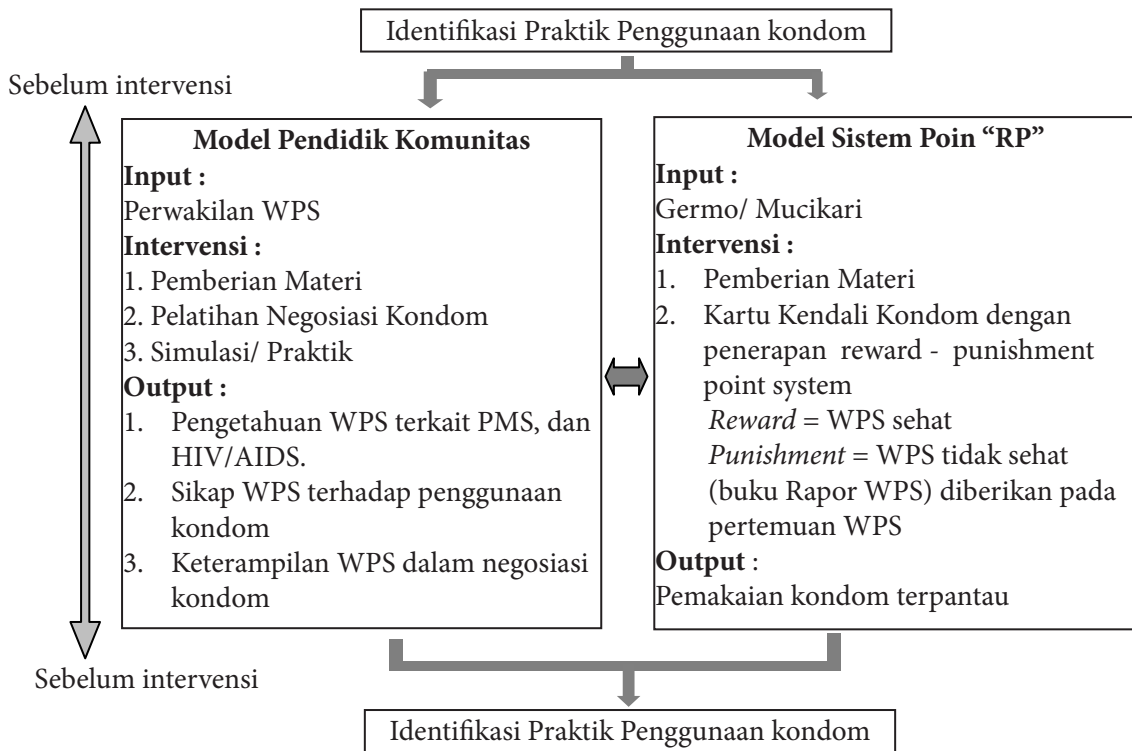 Identifikasi Praktik Penggunaan kondom
Sebelum intervensi
Model Pendidik Komunitas
Input :
Perwakilan WPS
Intervensi :
1. Pemberian Materi
2. Pelatihan Negosiasi Kondom
3. Simulasi/ Praktik
Output :
1. Pengetahuan WPS terkait PMS, dan
HIV/AIDS.
2. Sikap WPS terhadap penggunaan
kondom
3. Keterampilan WPS dalam negosiasi
kondom
Model Sistem Poin “RP”
Input :
Germo/ Mucikari
Intervensi :
1. Pemberian Materi
2. Kartu Kendali Kondom dengan
penerapan reward - punishment
point system
Reward = WPS sehat
Punishment = WPS tidak sehat
(buku Rapor WPS) diberikan pada
pertemuan WPS
Output :
Pemakaian kondom terpantau
Sebelum intervensi
Identifikasi Praktik Penggunaan kondom